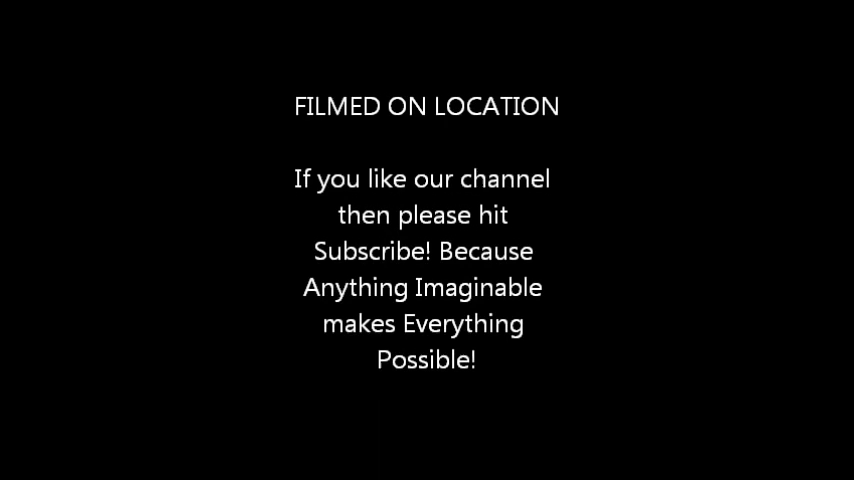 FILMED ON LOCATION
If you like our channel
then please hit
Subscribe! Because
Anything Imaginable
makes Everything
Possible!